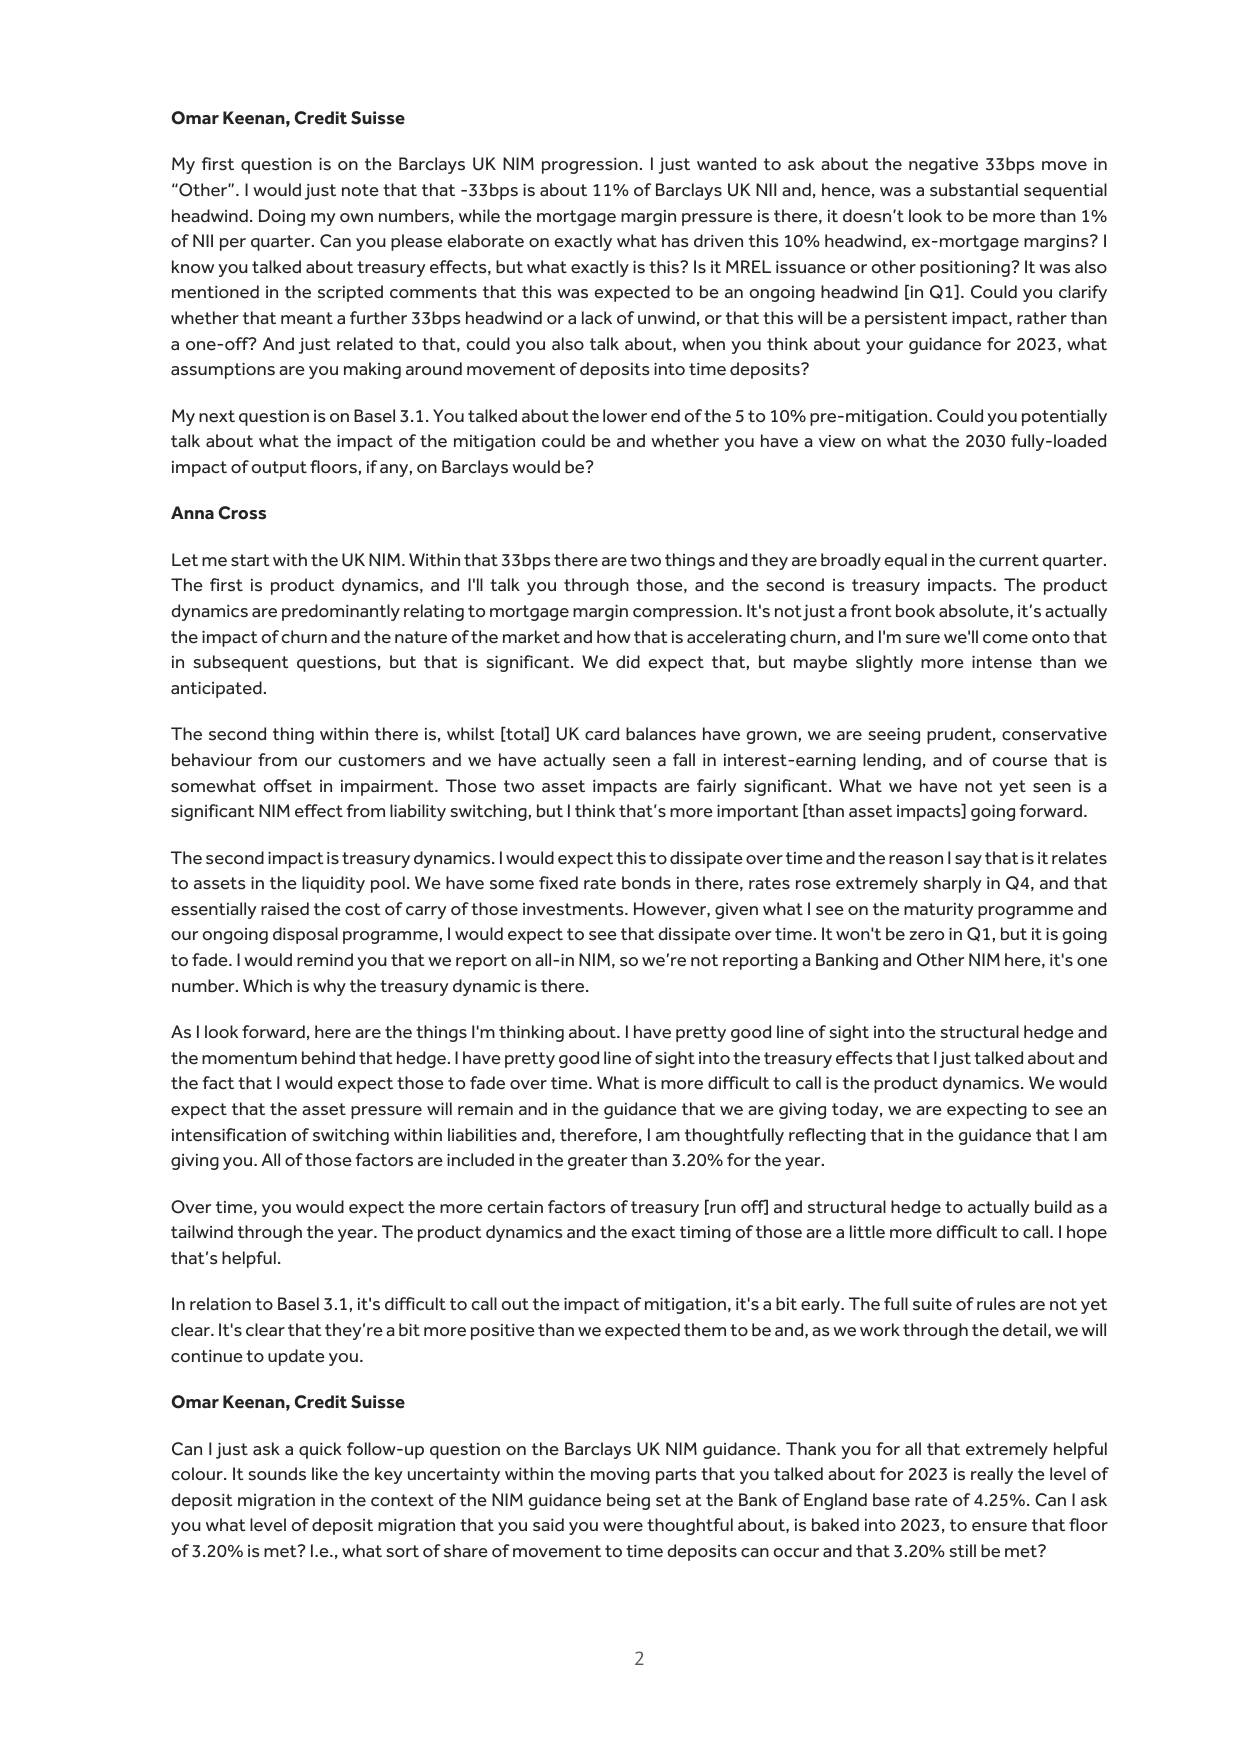 Omar Keenan, Credit Suisse
My first question is on the Barclays UK NIM progression. I just wanted to ask about the negative 33bps move in
“Other”. I would just note that that -33bps is about 11% of Barclays UK NII and, hence, was a substantial sequential
headwind. Doing my own numbers, while the mortgage margin pressure is there, it doesn’t look to be more than 1%
of NII per quarter. Can you please elaborate on exactly what has driven this 10% headwind, ex-mortgage margins? I
know you talked about treasury effects, but what exactly is this? Is it MREL issuance or other positioning? It was also
mentioned in the scripted comments that this was expected to be an ongoing headwind [in Q1]. Could you clarify
whether that meant a further 33bps headwind or a lack of unwind, or that this will be a persistent impact, rather than
a one-off? And just related to that, could you also talk about, when you think about your guidance for 2023, what
assumptions are you making around movement of deposits into time deposits?
My next question is on Basel 3.1. You talked about the lower end of the 5 to 10% pre-mitigation. Could you potentially
talk about what the impact of the mitigation could be and whether you have a view on what the 2030 fully-loaded
impact of output floors, if any, on Barclays would be?
Anna Cross
Let me start with the UK NIM. Within that 33bps there are two things and they are broadly equal in the current quarter.
The first is product dynamics, and I'll talk you through those, and the second is treasury impacts. The product
dynamics are predominantly relating to mortgage margin compression. It's not just a front book absolute, it’s actually
the impact of churn and the nature of the market and how that is accelerating churn, and I'm sure we'll come onto that
in subsequent questions, but that is significant. We did expect that, but maybe slightly more intense than we
anticipated.
The second thing within there is, whilst [total] UK card balances have grown, we are seeing prudent, conservative
behaviour from our customers and we have actually seen a fall in interest-earning lending, and of course that is
somewhat offset in impairment. Those two asset impacts are fairly significant. What we have not yet seen is a
significant NIM effect from liability switching, but I think that’s more important [than asset impacts] going forward.
The second impact is treasury dynamics. I would expect this to dissipate over time and the reason I say that is it relates
to assets in the liquidity pool. We have some fixed rate bonds in there, rates rose extremely sharply in Q4, and that
essentially raised the cost of carry of those investments. However, given what I see on the maturity programme and
our ongoing disposal programme, I would expect to see that dissipate over time. It won't be zero in Q1, but it is going
to fade. I would remind you that we report on all-in NIM, so we’re not reporting a Banking and Other NIM here, it's one
number. Which is why the treasury dynamic is there.
As I look forward, here are the things I'm thinking about. I have pretty good line of sight into the structural hedge and
the momentum behind that hedge. I have pretty good line of sight into the treasury effects that I just talked about and
the fact that I would expect those to fade over time. What is more difficult to call is the product dynamics. We would
expect that the asset pressure will remain and in the guidance that we are giving today, we are expecting to see an
intensification of switching within liabilities and, therefore, I am thoughtfully reflecting that in the guidance that I am
giving you. All of those factors are included in the greater than 3.20% for the year.
Over time, you would expect the more certain factors of treasury [run off] and structural hedge to actually build as a
tailwind through the year. The product dynamics and the exact timing of those are a little more difficult to call. I hope
that’s helpful.
In relation to Basel 3.1, it's difficult to call out the impact of mitigation, it's a bit early. The full suite of rules are not yet
clear. It's clear that they’re a bit more positive than we expected them to be and, as we work through the detail, we will
continue to update you.
Omar Keenan, Credit Suisse
Can I just ask a quick follow-up question on the Barclays UK NIM guidance. Thank you for all that extremely helpful
colour. It sounds like the key uncertainty within the moving parts that you talked about for 2023 is really the level of
deposit migration in the context of the NIM guidance being set at the Bank of England base rate of 4.25%. Can I ask
you what level of deposit migration that you said you were thoughtful about, is baked into 2023, to ensure that floor
of 3.20% is met? I.e., what sort of share of movement to time deposits can occur and that 3.20% still be met?
2